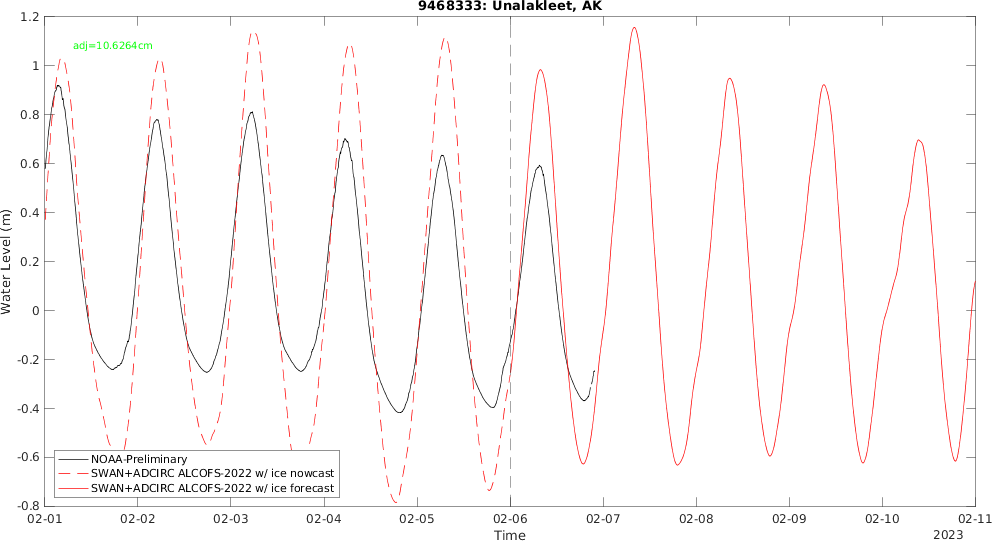 9468333: Unalakleet, AK
adj=10.6264cm
Water Level (m)
1.2
1
0.8
0.6
0.4
0.2
0
-0.2
-0.4
-0.6
-0.8
NOAA-Preliminary
SWAN+ADCIRC ALCOFS-2022 w/ ice nowcast
SWAN+ADCIRC ALCOFS-2022 w/ ice forecast
02-01 02-02 02-03 02-04 02-05 02-06 02-07 02-08 02-09 02-10 02-11
Time
2023